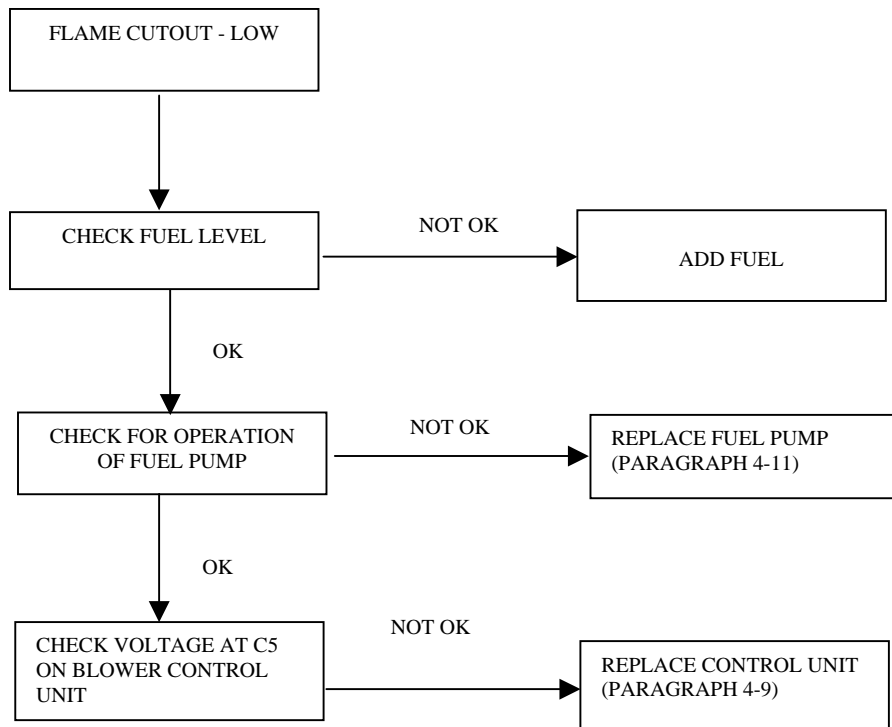 FLAME CUTOUT - LOW
CHECK FUEL LEVEL
NOT OK
ADD FUEL
OK
CHECK FOR OPERATION
OF FUEL PUMP
NOT OK
REPLACE FUEL PUMP
(PARAGRAPH 4-11)
OK
CHECK VOLTAGE AT C5
ON BLOWER CONTROL
UNIT
NOT OK
REPLACE CONTROL UNIT
(PARAGRAPH 4-9)